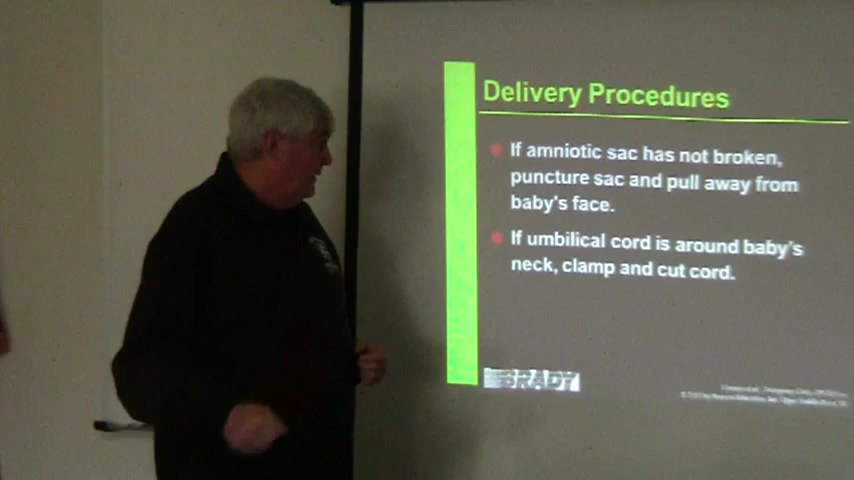 Delivery Procedures
If amniotic sac has not broken,
puncture sac and pull away from
baby's face.
If umbilical cord is around baby's
neck, clamp and cut cord.
BRADY